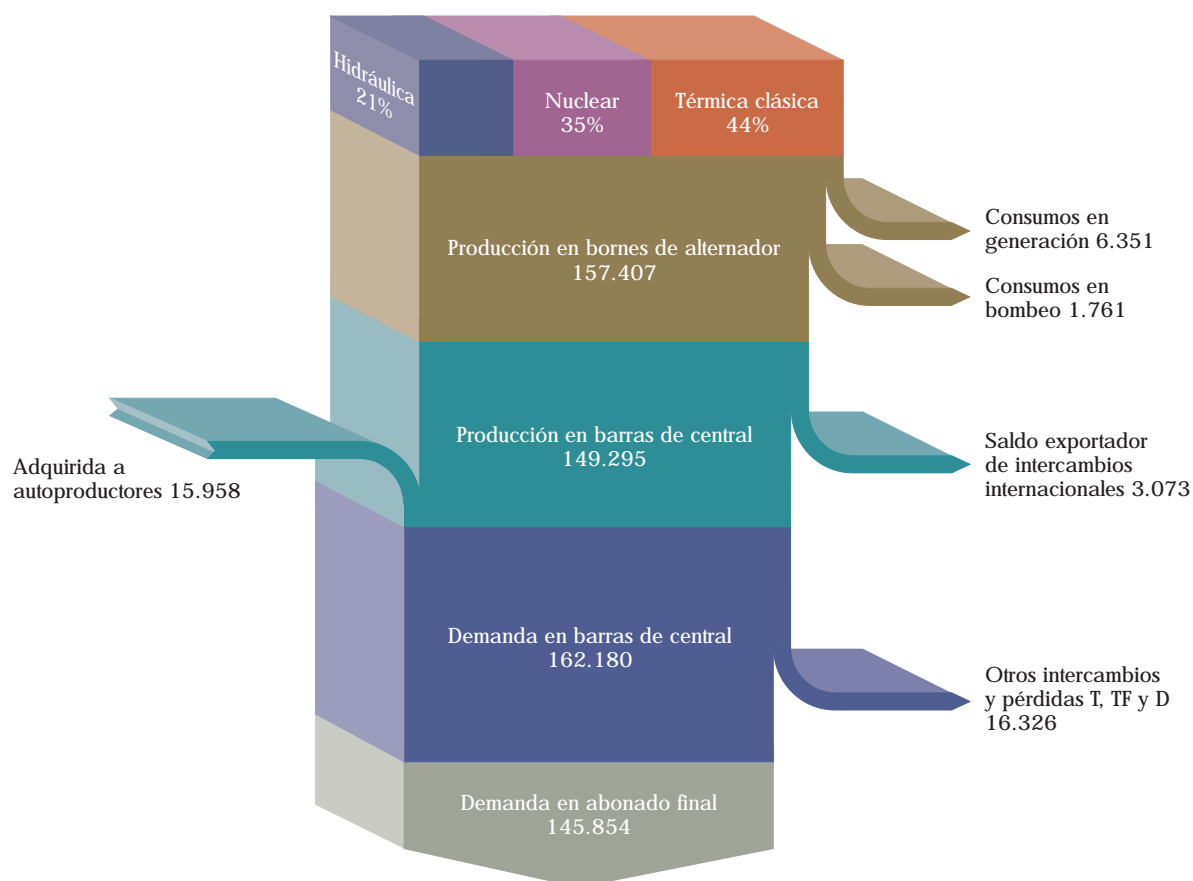 Hidráulica
21%
Nuclear
35%
Térmica clásica
44%
Producción en bornes de alternador
157.407
Consumos en
generación 6.351
Consumos en
bombeo 1.761
Producción en barras de central
149.295
Adquirida a
autoproductores 15.958
Saldo exportador
de intercambios
internacionales 3.073
Demanda en barras de central
162.180
Otros intercambios
y pérdidas T, TF y D
16.326
Demanda en abonado final
145.854